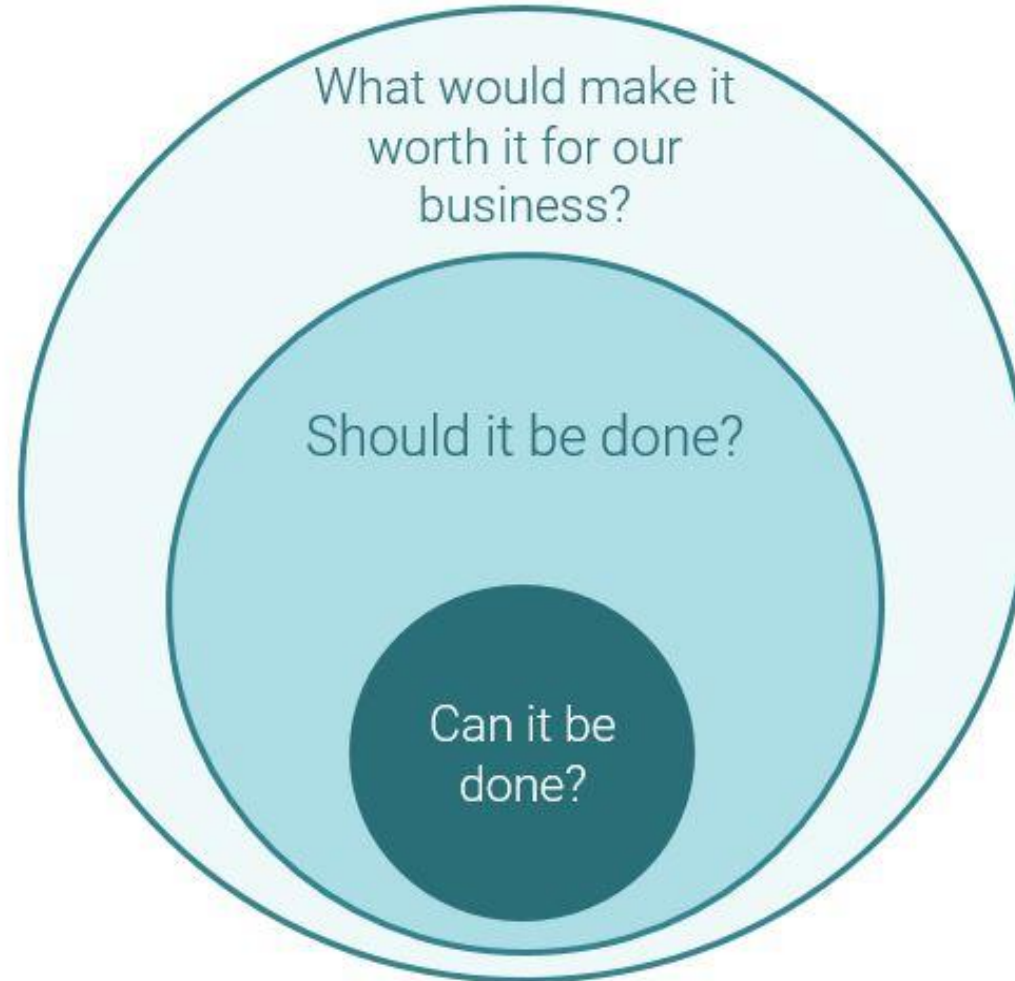 What would make it
worth it for our
business?
Should it be done?
Can it be
done?